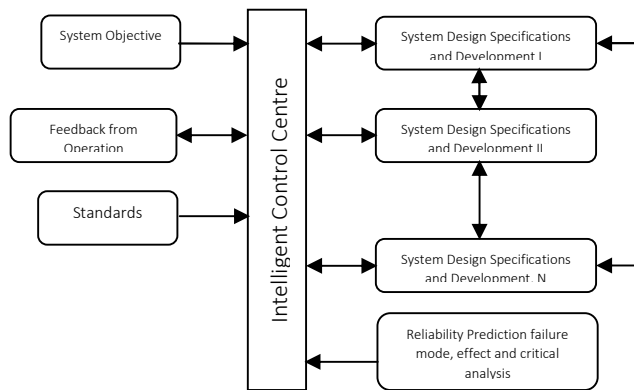 System Objective
Feedback from
Operation
Standards
Intelligent Control Centre
System Design Specifications
and Development I
System Design Specifications
and Development II
System Design Specifications
and Development. N
Reliability Prediction failure
mode, effect and critical
analysis